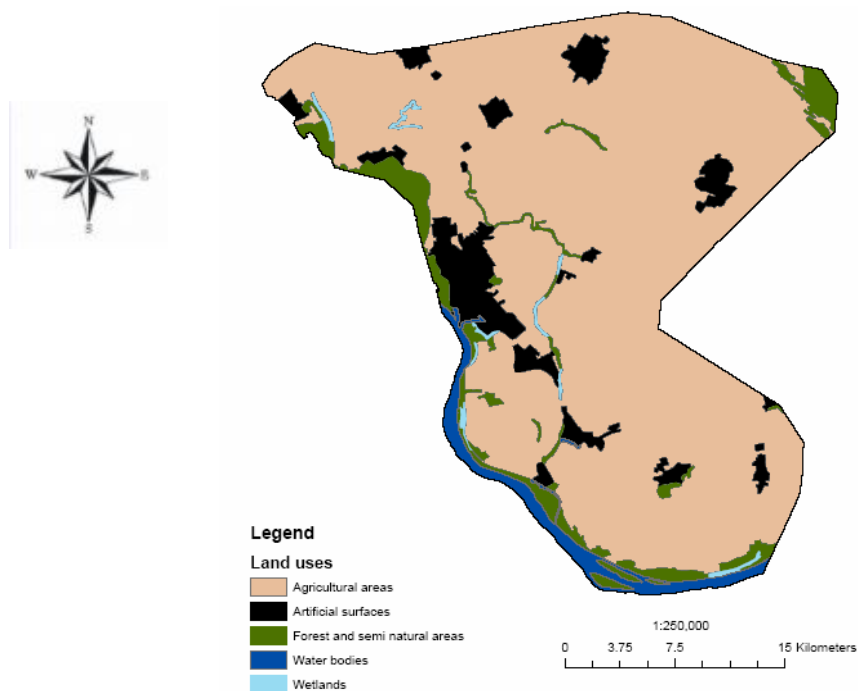 N
W E
S
Legend
Land uses
Agricultural areas
Artificial surfaces
Forest and semi natural areas
Water bodies
Wetlands
1:250,000
0 3.75 7.5 15 Kilometers